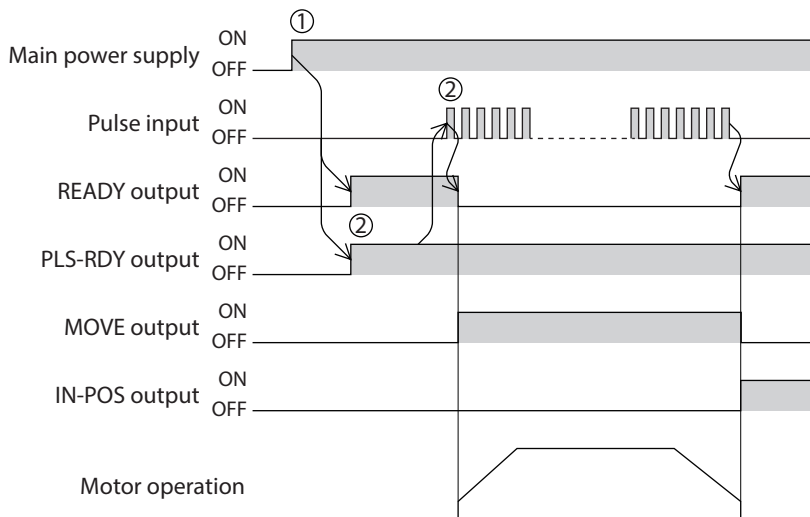 ①
Main power supply ON
OFF
②
Pulse input ON
OFF
READY output ON
OFF
②
PLS-RDY output ON
OFF
MOVE output ON
OFF
IN-POS output ON
OFF
Motor operation